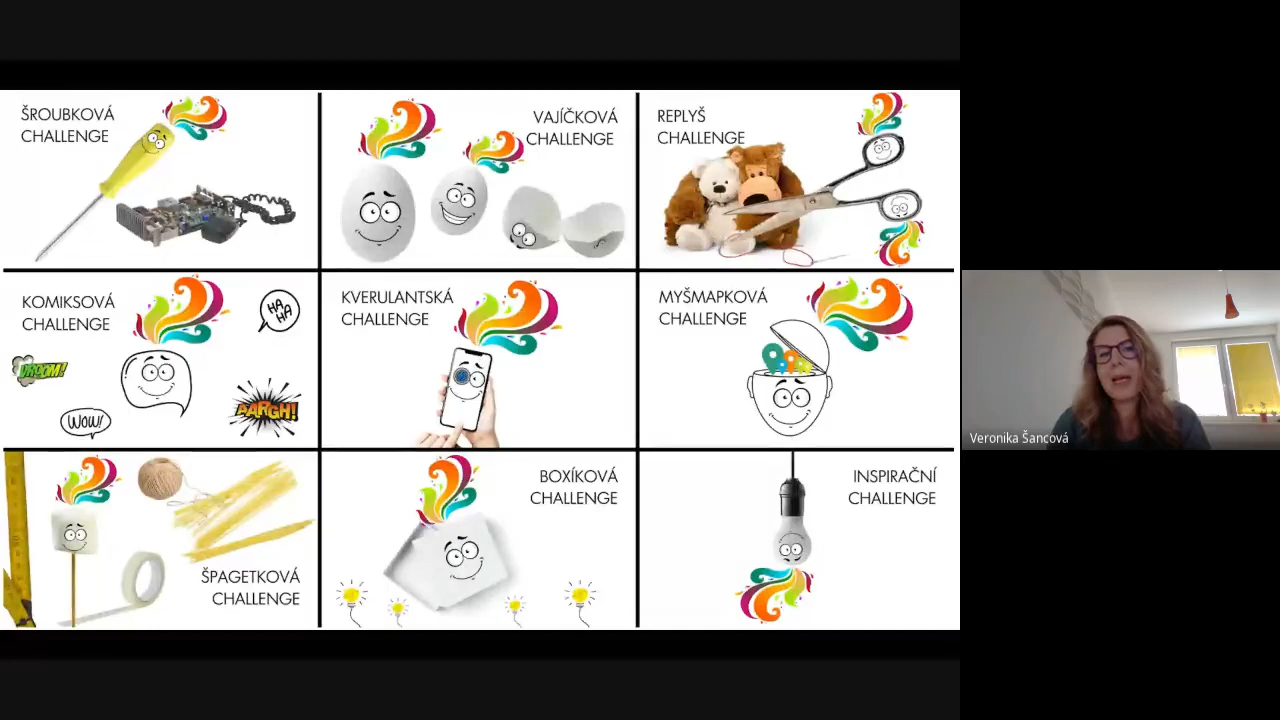 ŠROUBKOVÁ
CHALLENGE
VAJÍČKOVÁ
CHALLENGE
REPLYŠ
CHALLENGE
KOMIKSOVÁ
CHALLENGE
HA
HA
VROOM!
WOW!
AARGH!
KVERULANTSKÁ
CHALLENGE
MYŠMAPKOVÁ
CHALLENGE
ŠPAGETKOVÁ
CHALLENGE
BOXÍKOVÁ
CHALLENGE
INSPIRAČNÍ
CHALLENGE
Veronika Šancová